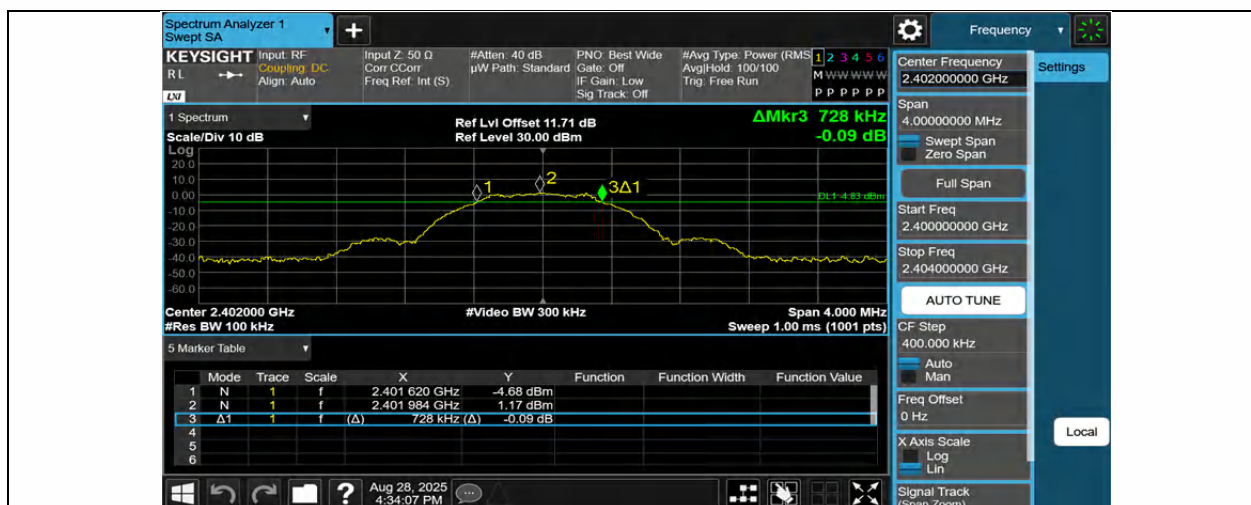 Spectrum Analyzer 1
Swept SA
+
Frequency
KEYSIGHT
RL
LXI
Input: RF
Coupling: DC
Align: Auto
Input Z: 50 Ω
Corr CCorr
Freq Ref: Int (S)
#Atten: 40 dB
µW Path: Standard
PNO: Best Wide
Gate: Off
IF Gain: Low
Sig Track: Off
#Avg Type: Power (RMS
Avg|Hold: 100/100
Trig: Free Run
1 2 3 4 5 6
M W W W W W
P P P P P P
1 Spectrum
Scale/Div 10 dB
Log
Ref Lvl Offset 11.71 dB
Ref Level 30.00 dBm
ΔMkr3 728 kHz
-0.09 dB
20.0
10.0
0.00
-10.0
-20.0
-30.0
-40.0
-50.0
-60.0
1
2
3Δ1
DL1 -4.83 dBm
Center 2.402000 GHz
#Res BW 100 kHz
#Video BW 300 kHz
Span 4.000 MHz
Sweep 1.00 ms (1001 pts)
5 Marker Table
Mode Trace Scale X Y Function Function Width Function Value
1 N 1 f 2.401 620 GHz -4.68 dBm
2 N 1 f 2.401 984 GHz 1.17 dBm
3 Δ1 1 f (Δ) 728 kHz (Δ) -0.09 dB
4
5
6
Aug 28, 2025
4:34:07 PM
?
Center Frequency
2.402000000 GHz
Settings
Span
4.00000000 MHz
Swept Span
Zero Span
Full Span
Start Freq
2.400000000 GHz
Stop Freq
2.404000000 GHz
AUTO TUNE
CF Step
400.000 kHz
Auto
Man
Freq Offset
0 Hz
X Axis Scale
Log
Lin
Local
Signal Track
(Span Zoom)